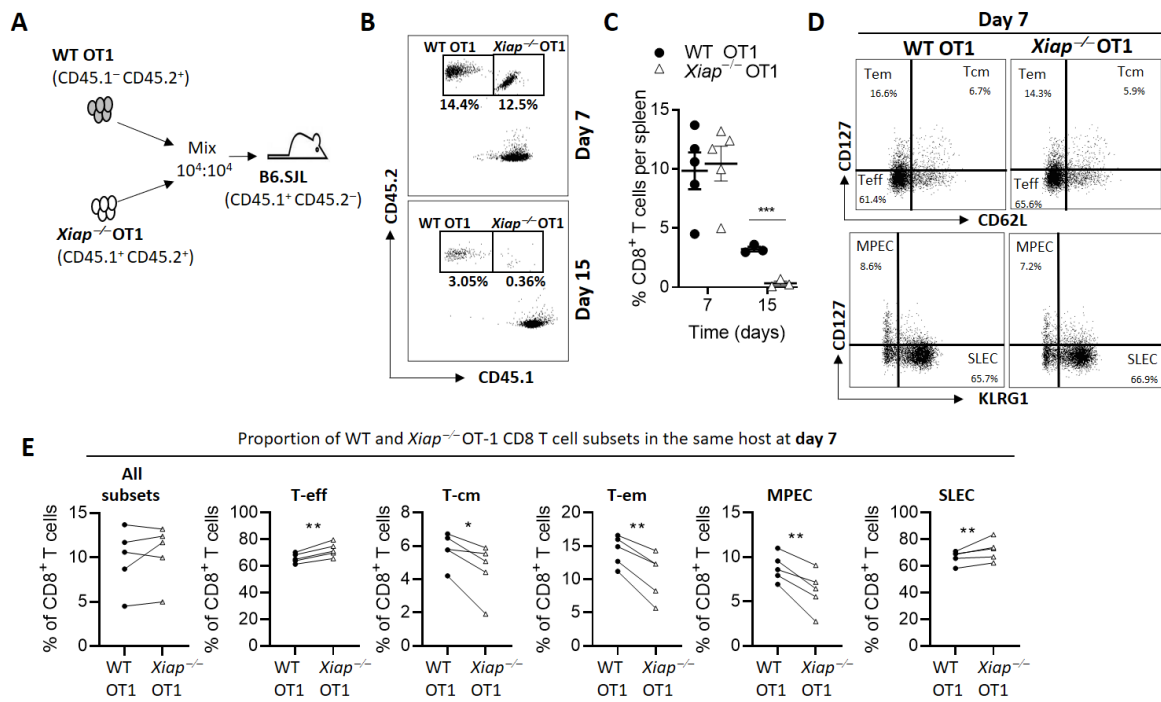 A
WT OT1
(CD45.1⁻ CD45.2⁺)
Mix
10⁴:10⁴
B6.SJL
(CD45.1⁺ CD45.2⁻)
Xiap⁻/⁻OT1
(CD45.1⁺ CD45.2⁺)
B
WT OT1
Xiap⁻/⁻OT1
14.4%
12.5%
Day 7
WT OT1
Xiap⁻/⁻OT1
3.05%
0.36%
Day 15
CD45.2
CD45.1
C
WT OT1
Xiap⁻/⁻ OT1
% CD8⁺ T cells per spleen
15
10
5
0
***
7
15
Time (days)
D
Day 7
WT OT1
Xiap⁻/⁻OT1
Tem
16.6%
Tcm
6.7%
Teff
61.4%
Tem
14.3%
Tcm
5.9%
Teff
65.6%
CD127
CD62L
MPEC
8.6%
SLEC
65.7%
MPEC
7.2%
SLEC
66.9%
CD127
KLRG1
E
Proportion of WT and Xiap⁻/⁻OT-1 CD8 T cell subsets in the same host at day 7
All
subsets
% of CD8⁺ T cells
15
10
5
0
WT
OT1
Xiap⁻/⁻
OT1
T-eff
% of CD8⁺ T cells
100
80
60
40
20
0
**
WT
OT1
Xiap⁻/⁻
OT1
T-cm
% of CD8⁺ T cells
8
6
4
2
0
*
WT
OT1
Xiap⁻/⁻
OT1
T-em
% of CD8⁺ T cells
20
15
10
5
0
**
WT
OT1
Xiap⁻/⁻
OT1
MPEC
% of CD8⁺ T cells
15
10
5
0
**
WT
OT1
Xiap⁻/⁻
OT1
SLEC
% of CD8⁺ T cells
100
80
60
40
20
0
**
WT
OT1
Xiap⁻/⁻
OT1